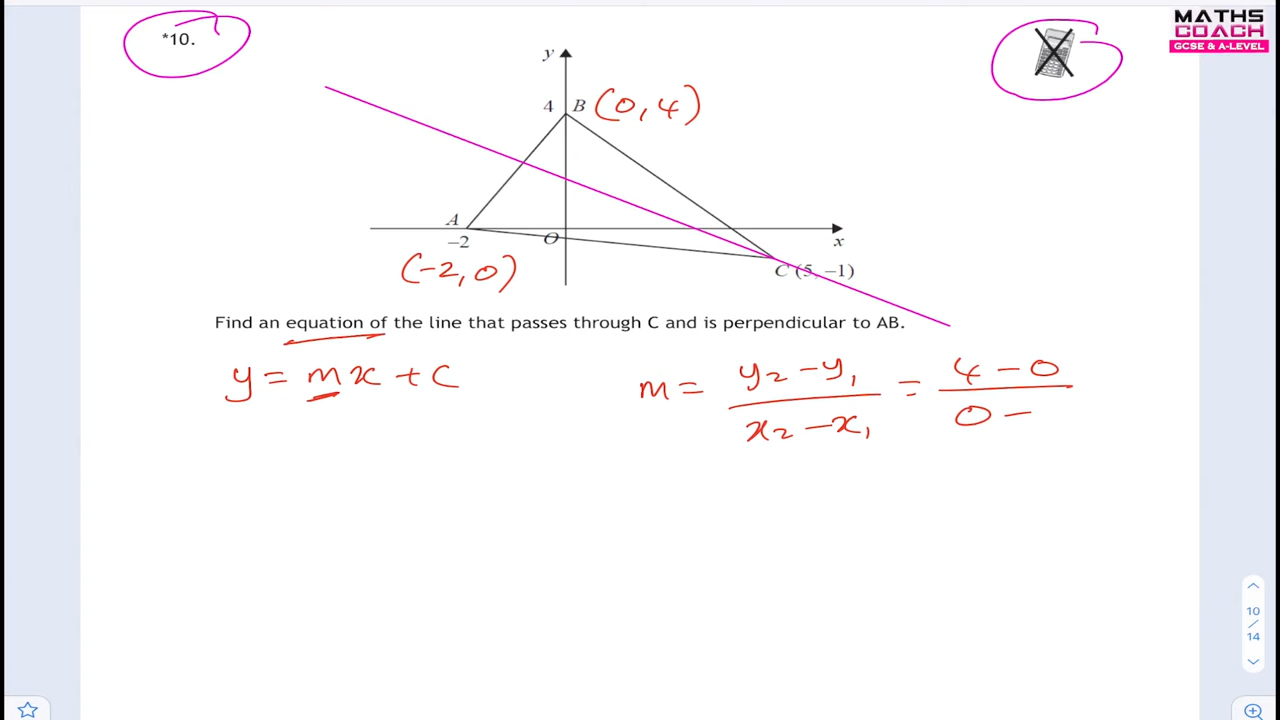 *10.
MATHS
COACH
GCSE & A-LEVEL
y
4 B (0, 4)
A
-2 O x
(-2, 0) C (5, -1)
Find an equation of the line that passes through C and is perpendicular to AB.
y = mx + c
m = y₂ - y₁ / x₂ - x₁ = 4 - 0 / 0 -
10
/
14